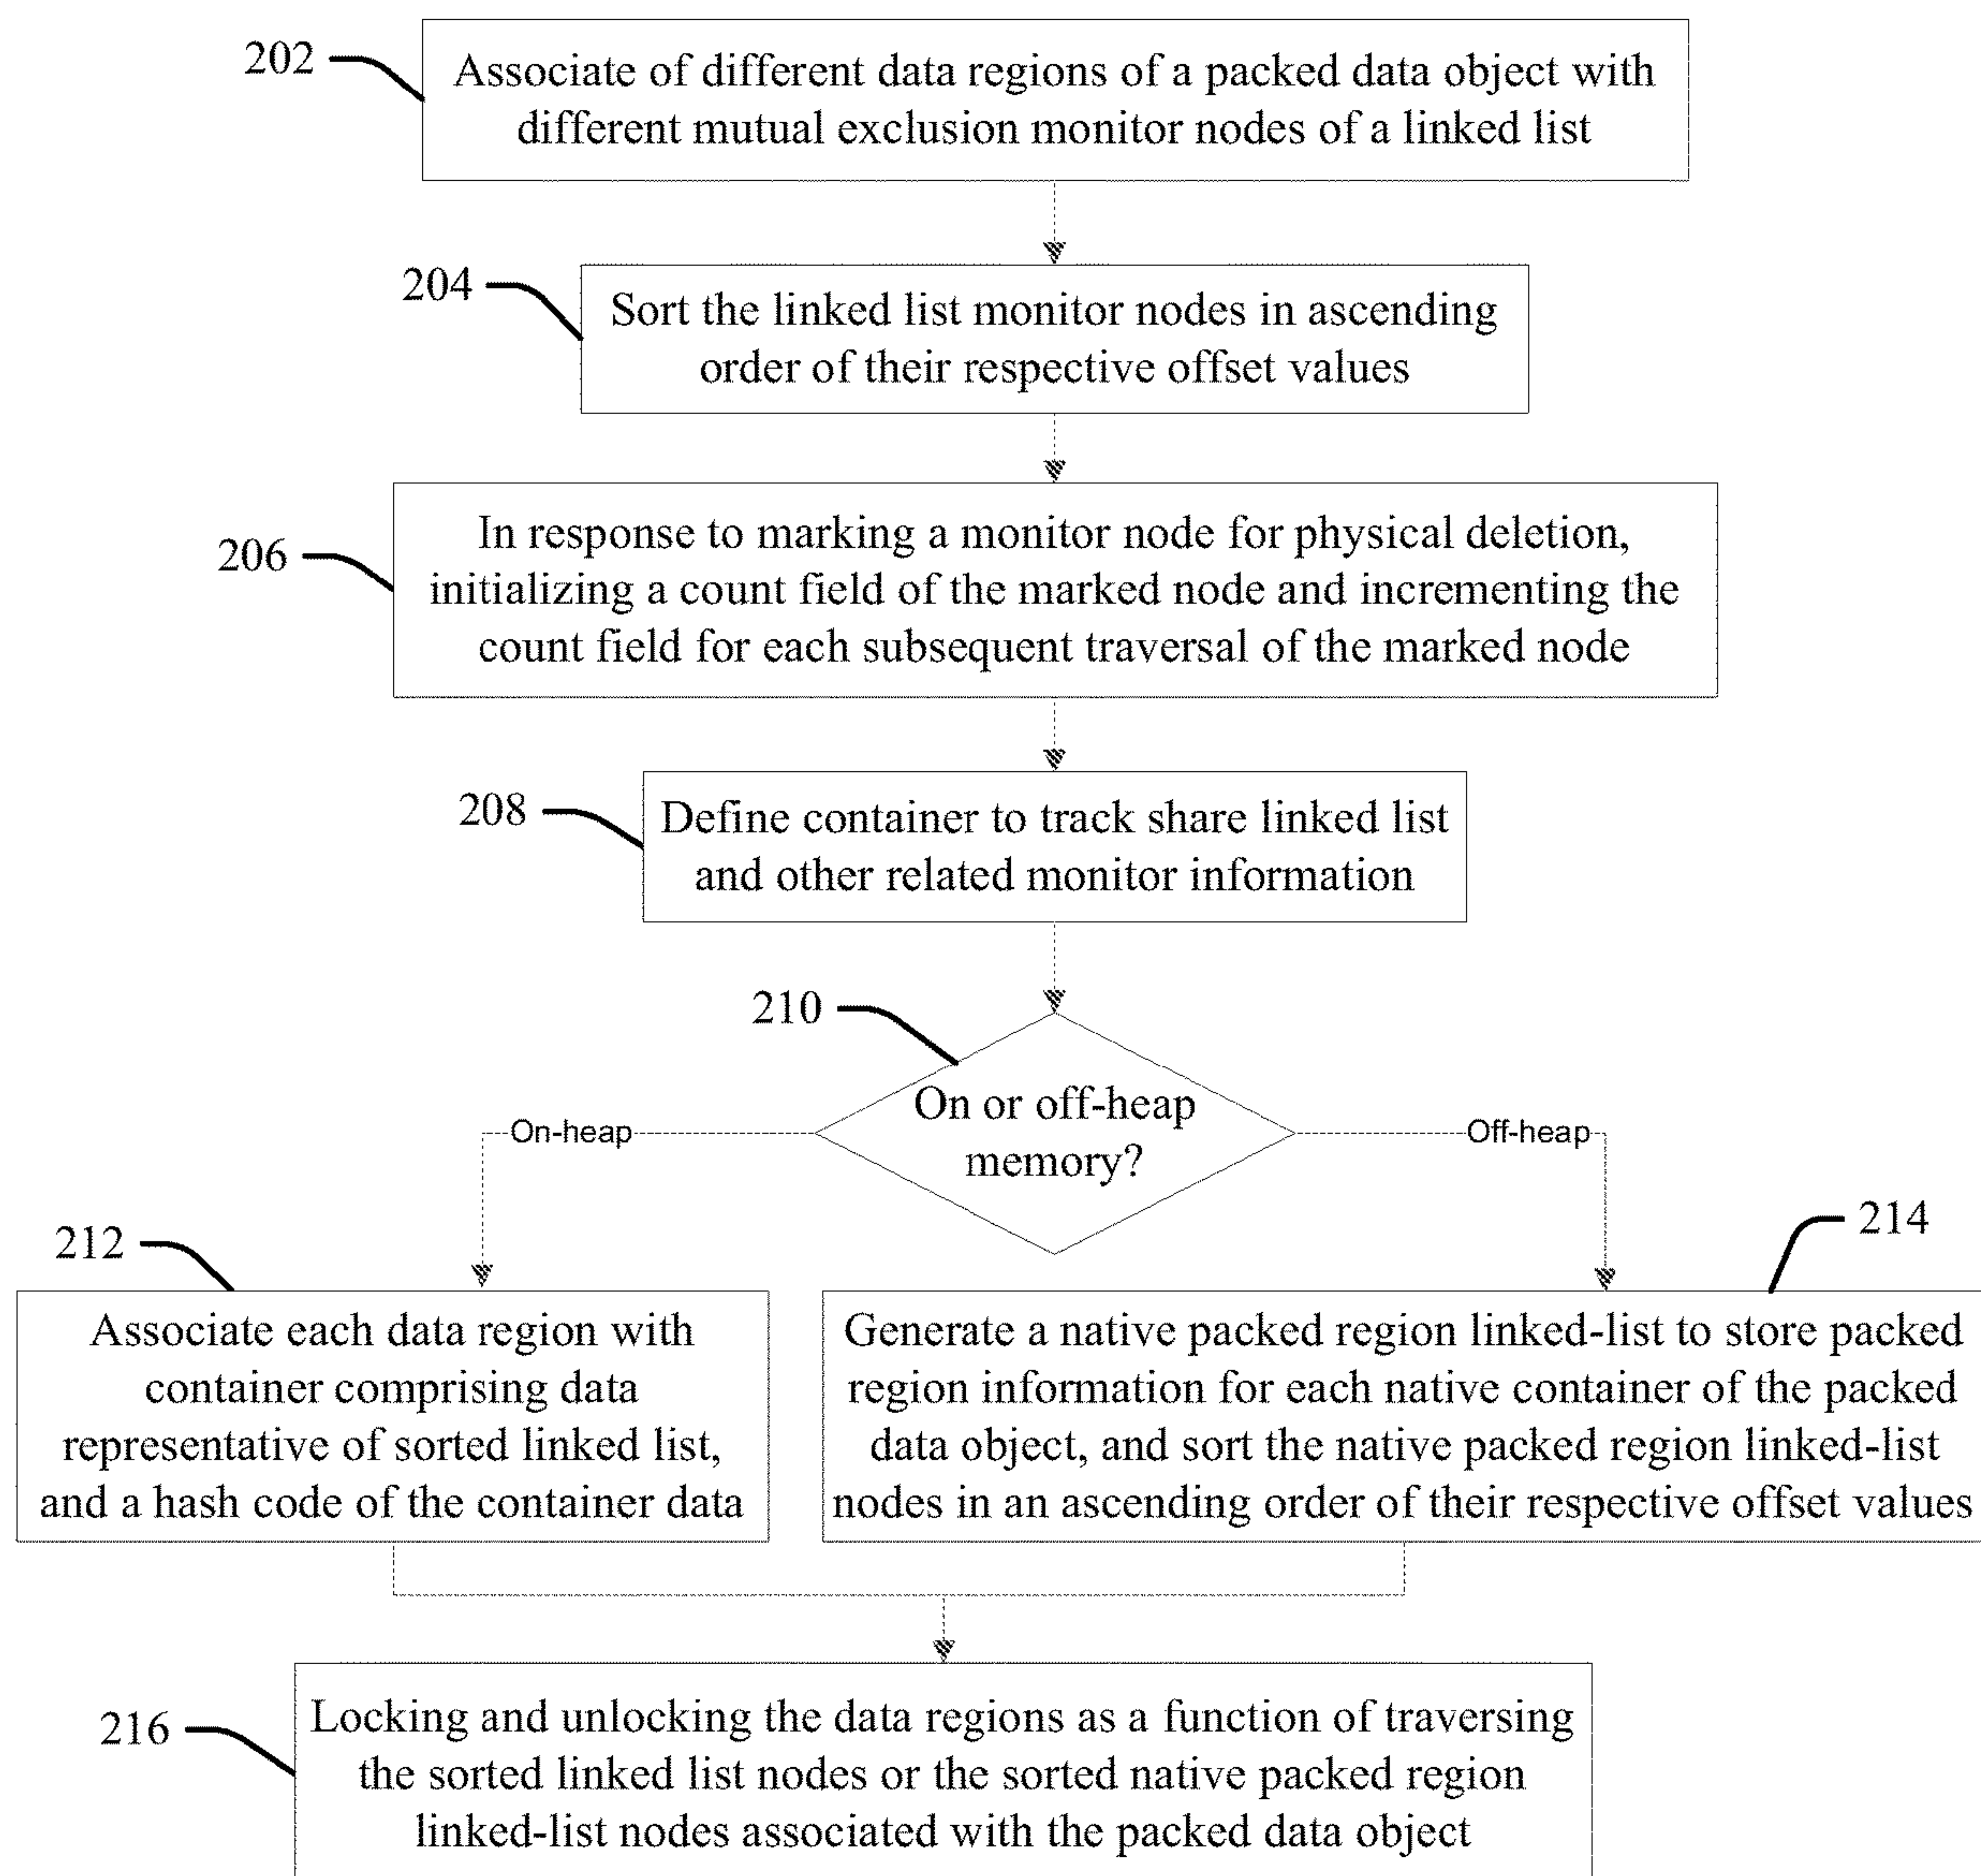 202
Associate of different data regions of a packed data object with
different mutual exclusion monitor nodes of a linked list
204
Sort the linked list monitor nodes in ascending
order of their respective offset values
206
In response to marking a monitor node for physical deletion,
initializing a count field of the marked node and incrementing the
count field for each subsequent traversal of the marked node
208
Define container to track share linked list
and other related monitor information
210
On or off-heap
memory?
On-heap
Off-heap
212
Associate each data region with
container comprising data
representative of sorted linked list,
and a hash code of the container data
214
Generate a native packed region linked-list to store packed
region information for each native container of the packed
data object, and sort the native packed region linked-list
nodes in an ascending order of their respective offset values
216
Locking and unlocking the data regions as a function of traversing
the sorted linked list nodes or the sorted native packed region
linked-list nodes associated with the packed data object